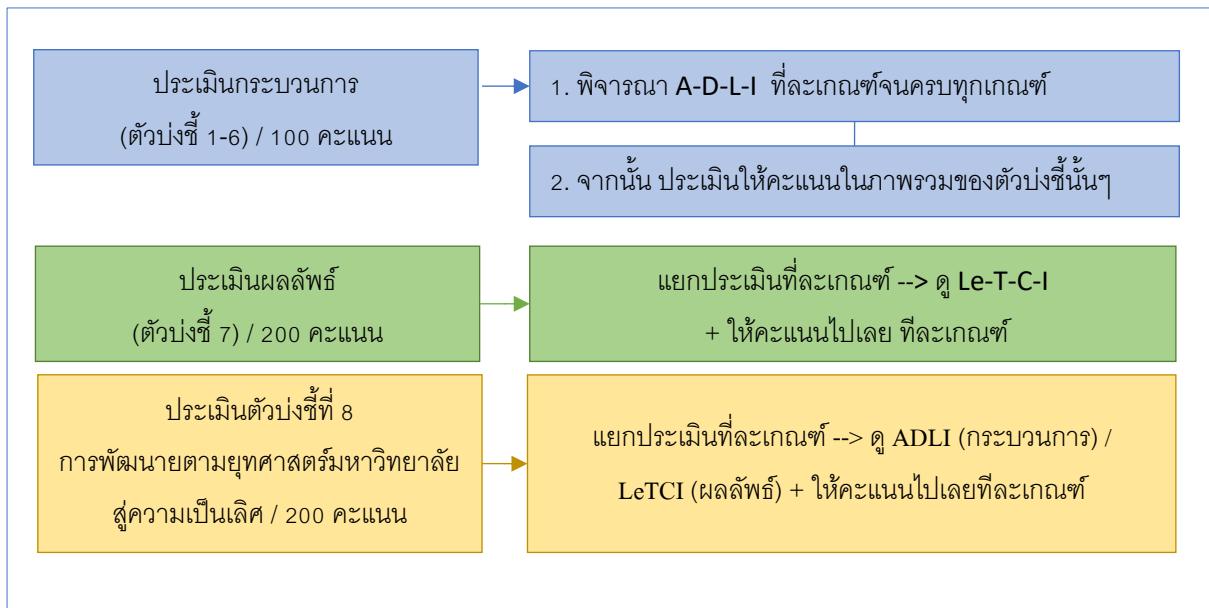 ประเมินกระบวนการ
(ตัวบ่งชี้ 1-6) / 100 คะแนน
1. พิจารณา A-D-L-I ที่ละเกณฑ์จนครบทุกเกณฑ์
2. จากนั้น ประเมินให้คะแนนในภาพรวมของตัวบ่งชี้นั้นๆ
ประเมินผลลัพธ์
(ตัวบ่งชี้ 7) / 200 คะแนน
แยกประเมินที่ละเกณฑ์ --> ดู Le-T-C-I
+ ให้คะแนนไปเลย ทีละเกณฑ์
ประเมินตัวบ่งชี้ที่ 8
การพัฒนายตามยุทศาสตร์มหาวิทยาลัย
สู่ความเป็นเลิศ / 200 คะแนน
แยกประเมินที่ละเกณฑ์ --> ดู ADLI (กระบวนการ) /
LeTCI (ผลลัพธ์) + ให้คะแนนไปเลยทีละเกณฑ์